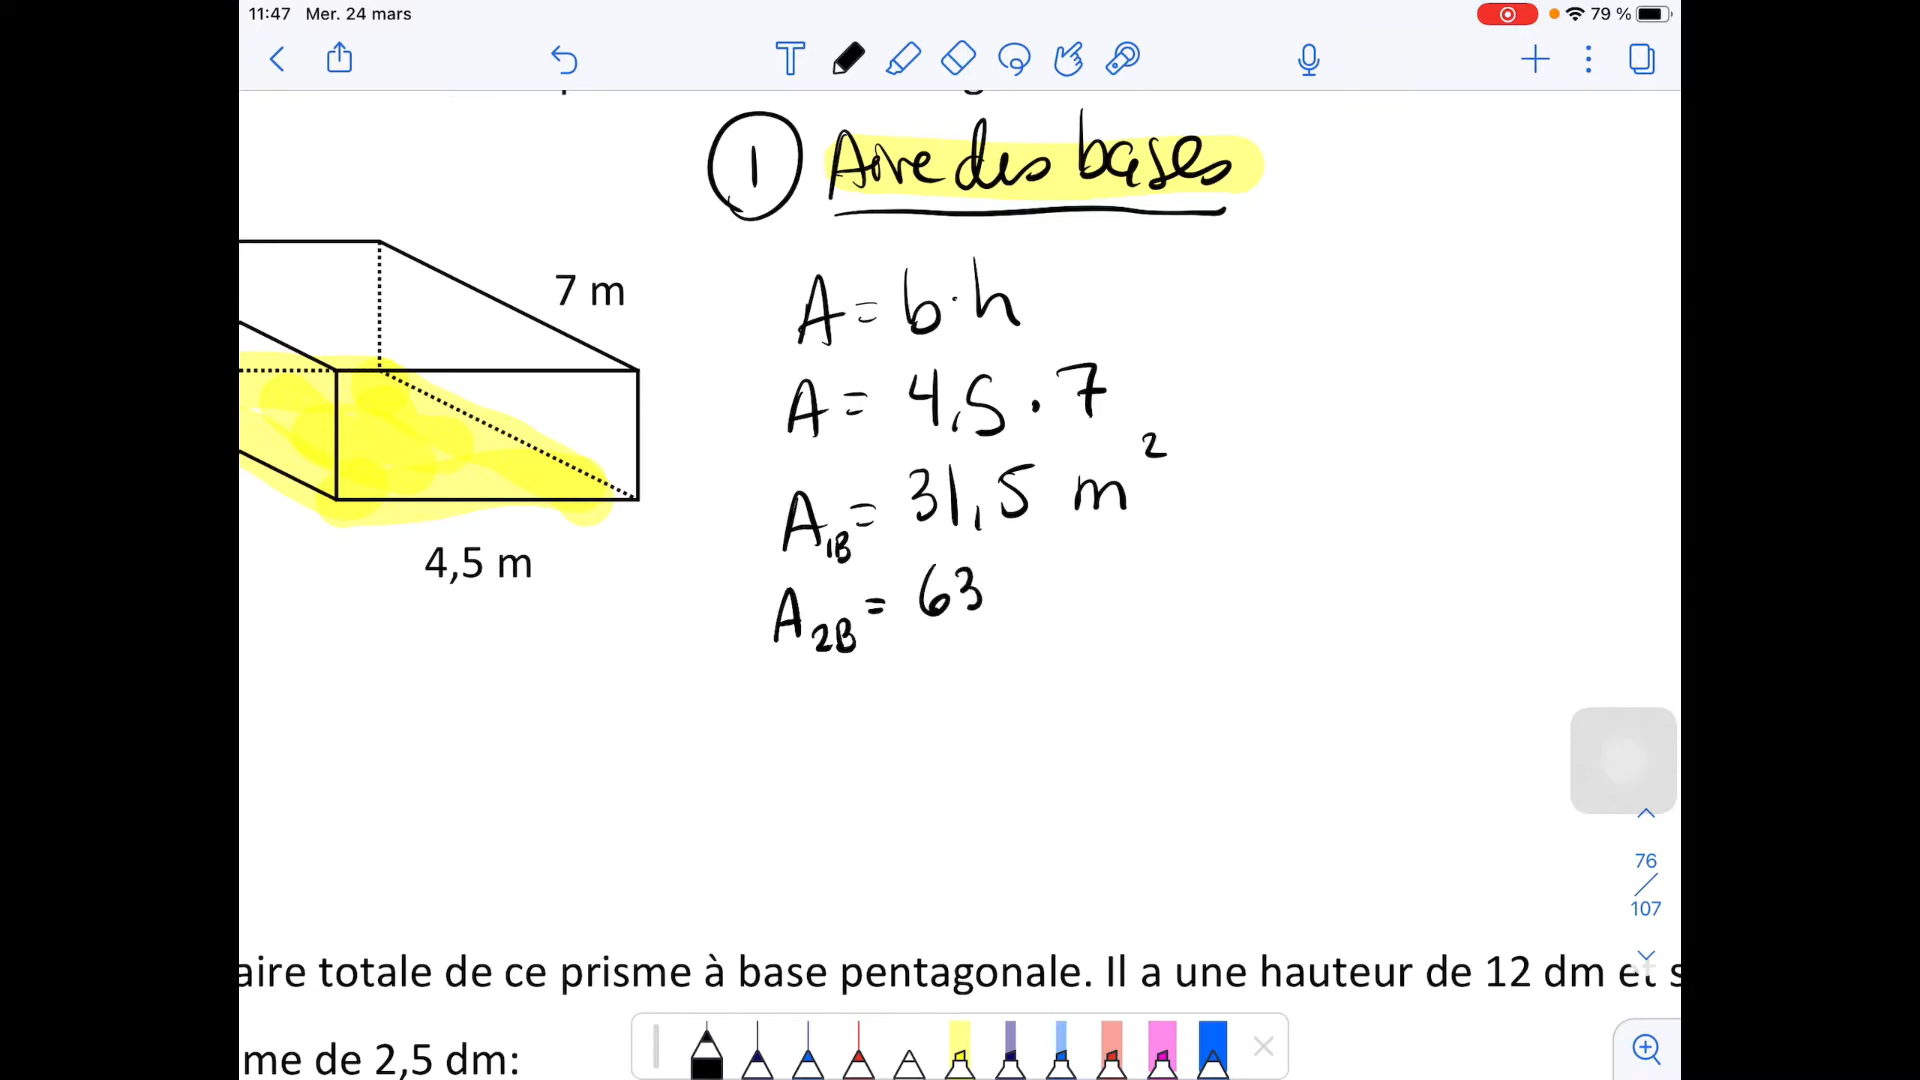 11:47 Mer. 24 mars
79 %
1 Aire des bases
7 m
A = b·h
A = 4,5 · 7
A1B = 31,5 m²
4,5 m
A2B = 63
76
107
aire totale de ce prisme à base pentagonale. Il a une hauteur de 12 dm et s
me de 2,5 dm: